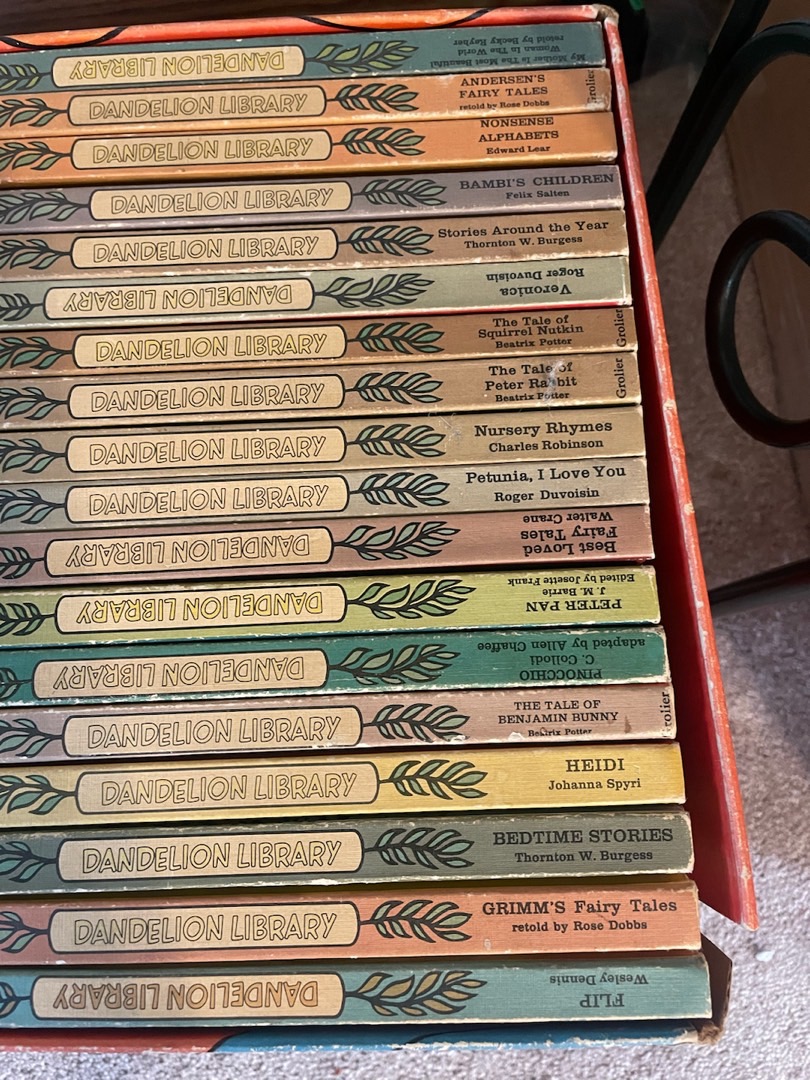 DANDELION LIBRARY
My Mother Is The Most Beautiful
Woman In The World
retold by Becky Reyher
DANDELION LIBRARY
ANDERSEN'S
FAIRY TALES
retold by Rose Dobbs
Grolier
DANDELION LIBRARY
NONSENSE
ALPHABETS
Edward Lear
DANDELION LIBRARY
BAMBI'S CHILDREN
Felix Salten
DANDELION LIBRARY
Stories Around the Year
Thornton W. Burgess
DANDELION LIBRARY
Veronica
Roger Duvoisin
DANDELION LIBRARY
The Tale of
Squirrel Nutkin
Beatrix Potter
Grolier
DANDELION LIBRARY
The Tale of
Peter Rabbit
Beatrix Potter
Grolier
DANDELION LIBRARY
Nursery Rhymes
Charles Robinson
DANDELION LIBRARY
Petunia, I Love You
Roger Duvoisin
DANDELION LIBRARY
Best Loved
Fairy Tales
Walter Crane
DANDELION LIBRARY
PETER PAN
J. M. Barrie
Edited by Josette Frank
DANDELION LIBRARY
PINOCCHIO
C. Collodi
adapted by Allen Chaffee
DANDELION LIBRARY
THE TALE OF
BENJAMIN BUNNY
Beatrix Potter
Grolier
DANDELION LIBRARY
HEIDI
Johanna Spyri
DANDELION LIBRARY
BEDTIME STORIES
Thornton W. Burgess
DANDELION LIBRARY
GRIMM'S Fairy Tales
retold by Rose Dobbs
DANDELION LIBRARY
FLIP
Wesley Dennis